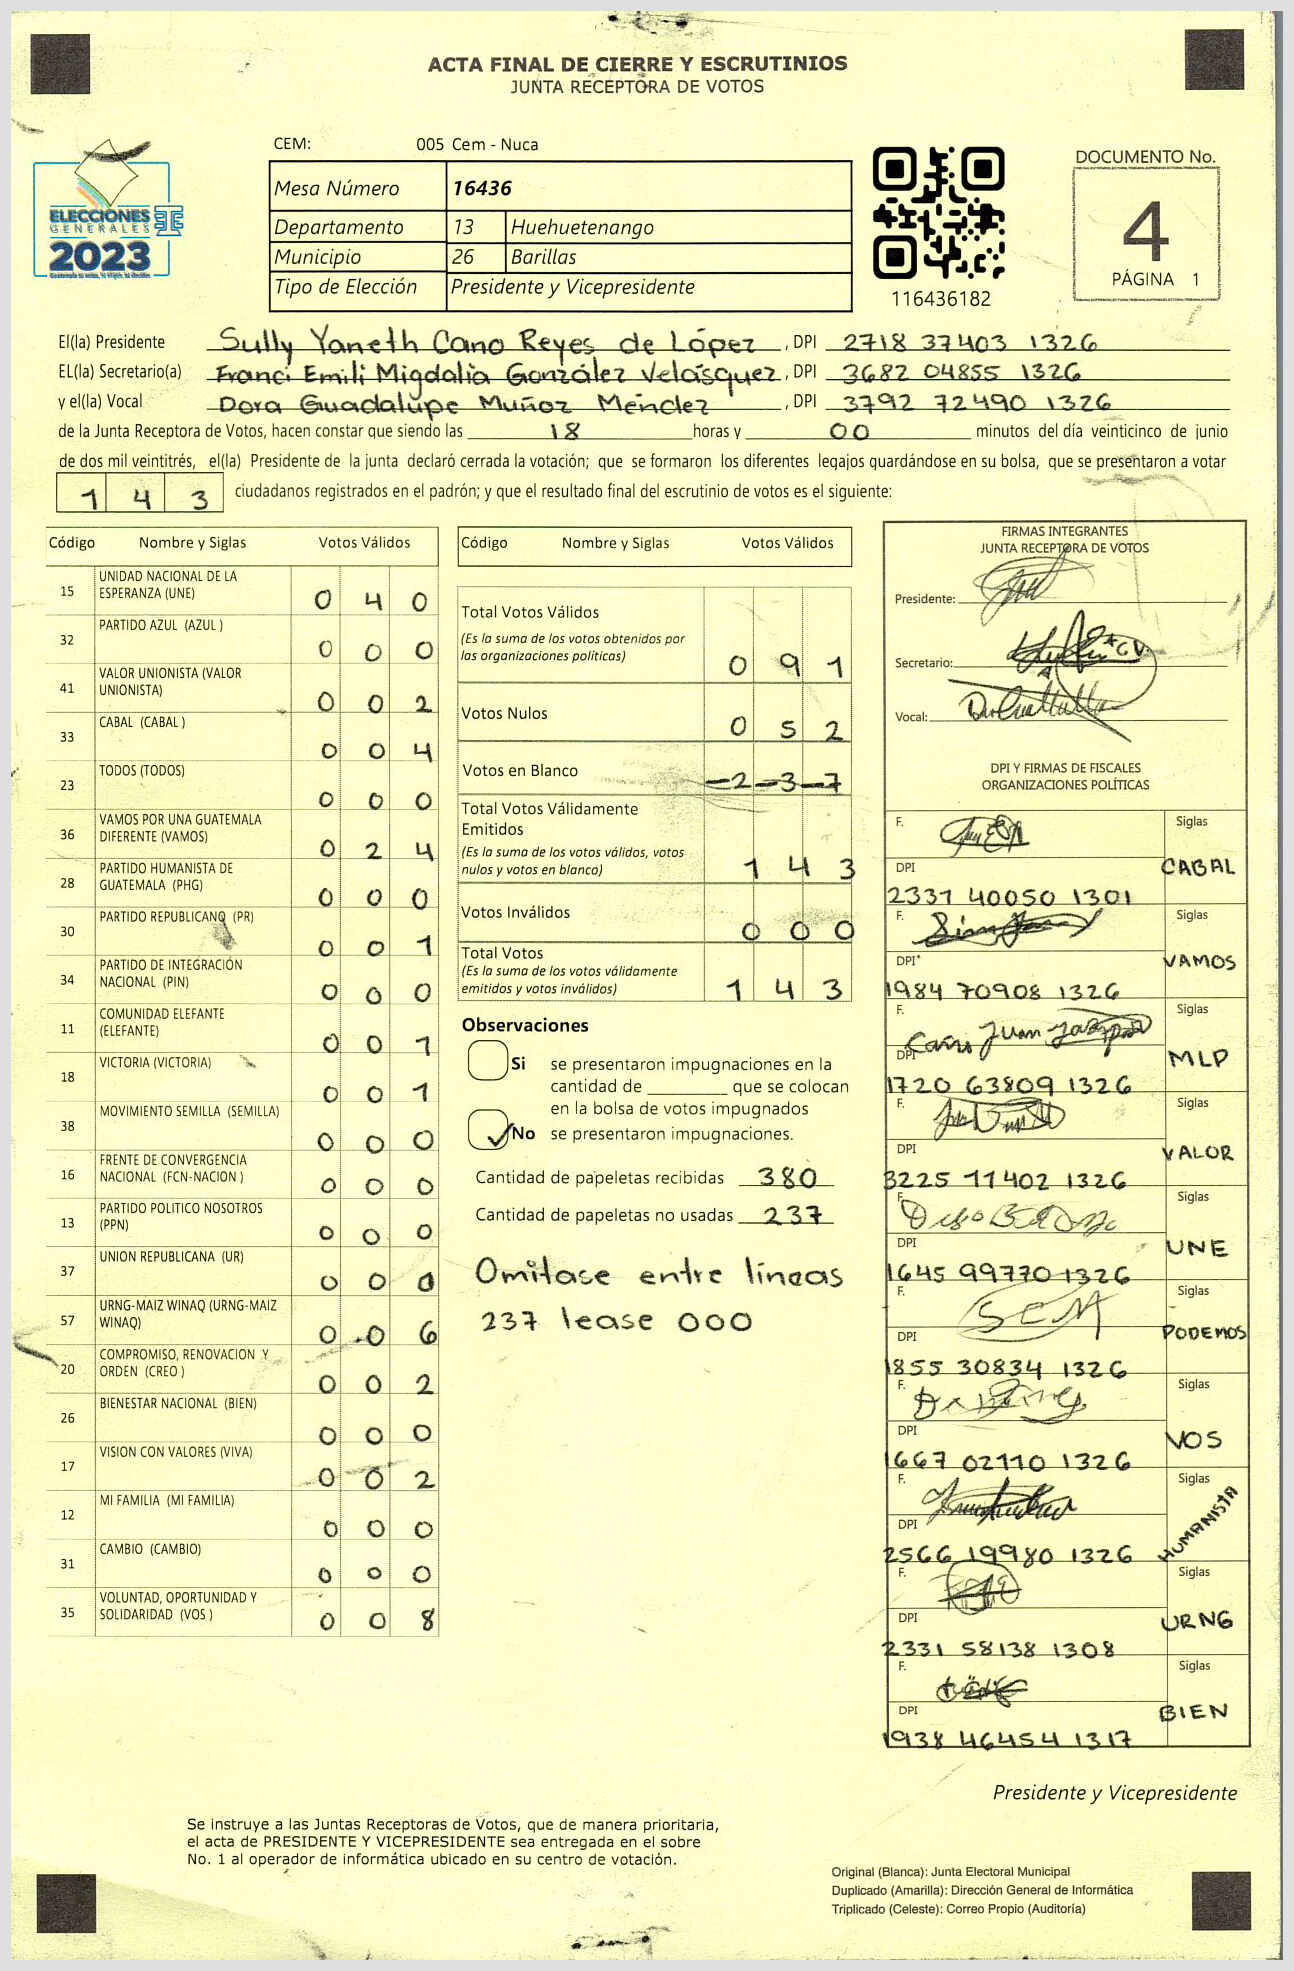 ACTA FINAL DE CIERRE Y ESCRUTINIOS
JUNTA RECEPTORA DE VOTOS
ELECCIONES
GENERALES
2023
CEM: 005 Cem - Nuca
Mesa Número 16436
Departamento 13 Huehuetenango
Municipio 26 Barillas
Tipo de Elección Presidente y Vicepresidente
116436182
DOCUMENTO No.
4
PÁGINA 1
El(la) Presidente Sully Yaneth Cano Reyes de López, DPI 2718 37403 1326
EL(la) Secretario(a) Franci Emili Migdalia González Velásquez, DPI 3682 04855 1326
y el(la) Vocal Dora Guadalupe Muñoz Méndez, DPI 3792 72490 1326
de la Junta Receptora de Votos, hacen constar que siendo las 18 horas y 00 minutos del día veinticinco de junio
de dos mil veintitrés, el(la) Presidente de la junta declaró cerrada la votación; que se formaron los diferentes legajos guardándose en su bolsa, que se presentaron a votar
1 4 3 ciudadanos registrados en el padrón; y que el resultado final del escrutinio de votos es el siguiente:
Código Nombre y Siglas Votos Válidos
15 UNIDAD NACIONAL DE LA
ESPERANZA (UNE) 0 4 0
32 PARTIDO AZUL (AZUL ) 0 0 0
41 VALOR UNIONISTA (VALOR
UNIONISTA) 0 0 2
33 CABAL (CABAL ) 0 0 4
23 TODOS (TODOS) 0 0 0
36 VAMOS POR UNA GUATEMALA
DIFERENTE (VAMOS) 0 2 4
28 PARTIDO HUMANISTA DE
GUATEMALA (PHG) 0 0 0
30 PARTIDO REPUBLICANO (PR) 0 0 1
34 PARTIDO DE INTEGRACIÓN
NACIONAL (PIN) 0 0 0
11 COMUNIDAD ELEFANTE
(ELEFANTE) 0 0 1
18 VICTORIA (VICTORIA) 0 0 1
38 MOVIMIENTO SEMILLA (SEMILLA) 0 0 0
16 FRENTE DE CONVERGENCIA
NACIONAL (FCN-NACION ) 0 0 0
13 PARTIDO POLITICO NOSOTROS
(PPN) 0 0 0
37 UNION REPUBLICANA (UR) 0 0 0
57 URNG-MAIZ WINAQ (URNG-MAIZ
WINAQ) 0 0 6
20 COMPROMISO, RENOVACION Y
ORDEN (CREO ) 0 0 2
26 BIENESTAR NACIONAL (BIEN) 0 0 0
17 VISION CON VALORES (VIVA) 0 0 2
12 MI FAMILIA (MI FAMILIA) 0 0 0
31 CAMBIO (CAMBIO) 0 0 0
35 VOLUNTAD, OPORTUNIDAD Y
SOLIDARIDAD (VOS ) 0 0 8
Código Nombre y Siglas Votos Válidos
Total Votos Válidos
(Es la suma de los votos obtenidos por
las organizaciones políticas) 0 9 1
Votos Nulos 0 5 2
Votos en Blanco -2-3-7
Total Votos Válidamente
Emitidos
(Es la suma de los votos válidos, votos
nulos y votos en blanco) 1 4 3
Votos Inválidos 0 0 0
Total Votos
(Es la suma de los votos válidamente
emitidos y votos inválidos) 1 4 3
Observaciones
Si se presentaron impugnaciones en la
cantidad de ________ que se colocan
en la bolsa de votos impugnados
No se presentaron impugnaciones.
Cantidad de papeletas recibidas 380
Cantidad de papeletas no usadas 237
Omitase entre líneas
237 lease 000
FIRMAS INTEGRANTES
JUNTA RECEPTORA DE VOTOS
Presidente:
Secretario:
Vocal:
DPI Y FIRMAS DE FISCALES
ORGANIZACIONES POLÍTICAS
F. Siglas
DPI CABAL
2337 40050 1301
F. Siglas
DPI VAMOS
1984 70908 1326
F. Juan Siglas
DPI MLP
1720 63809 1326
F. Siglas
DPI VALOR
3225 11402 1326
F. Siglas
DPI UNE
1645 99770 1326
F. SCM Siglas
DPI PODEMOS
1855 30834 1326
F. Siglas
DPI VOS
1667 02110 1326
F. Siglas
DPI HUMANISTA
2566 19980 1326
F. Siglas
DPI URNG
2331 58138 1308
F. Siglas
DPI BIEN
1938 46454 1317
Presidente y Vicepresidente
Se instruye a las Juntas Receptoras de Votos, que de manera prioritaria,
el acta de PRESIDENTE Y VICEPRESIDENTE sea entregada en el sobre
No. 1 al operador de informática ubicado en su centro de votación.
Original (Blanca): Junta Electoral Municipal
Duplicado (Amarilla): Dirección General de Informática
Triplicado (Celeste): Correo Propio (Auditoría)